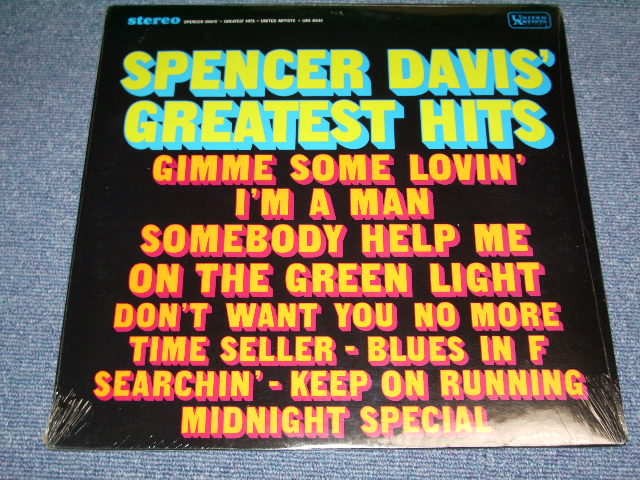 stereo SPENCER DAVIS' • GREATEST HITS • UNITED ARTISTS • UAS 6641
UNITED ARTISTS
SPENCER DAVIS'
GREATEST HITS
GIMME SOME LOVIN'
I'M A MAN
SOMEBODY HELP ME
ON THE GREEN LIGHT
DON'T WANT YOU NO MORE
TIME SELLER - BLUES IN F
SEARCHIN' - KEEP ON RUNNING
MIDNIGHT SPECIAL